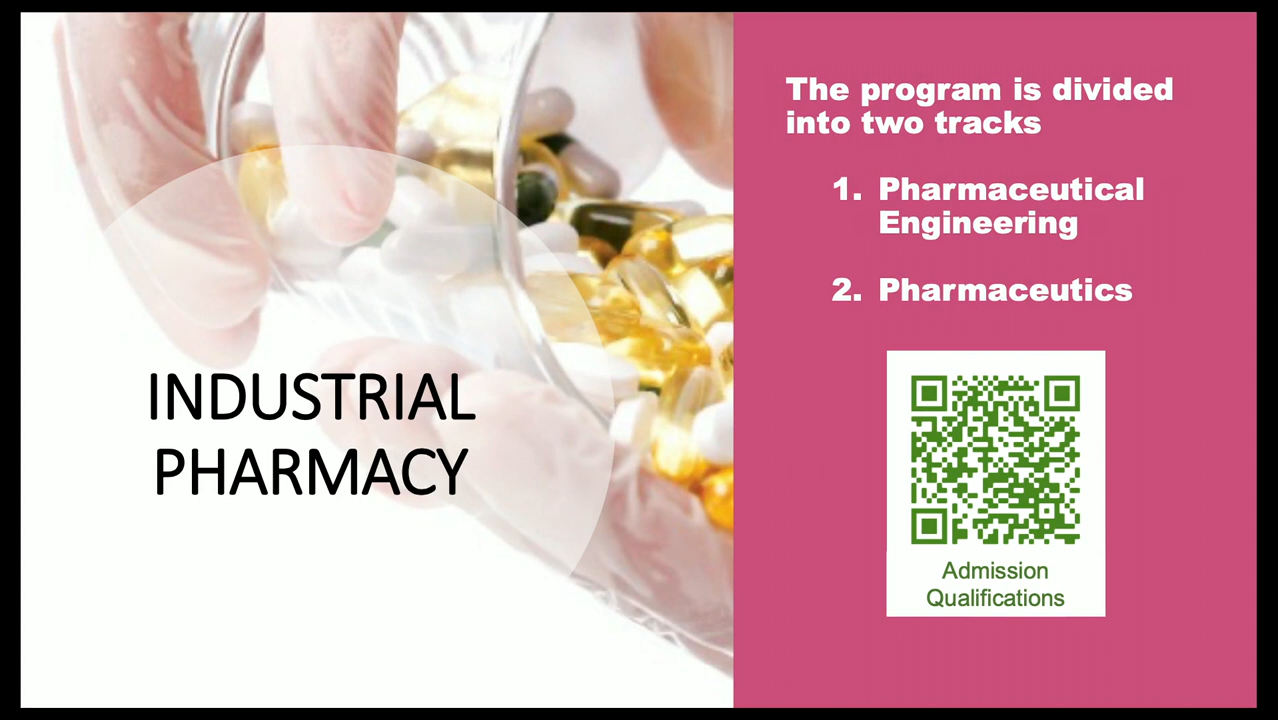 INDUSTRIAL
PHARMACY
The program is divided
into two tracks
1. Pharmaceutical
Engineering
2. Pharmaceutics
Admission
Qualifications